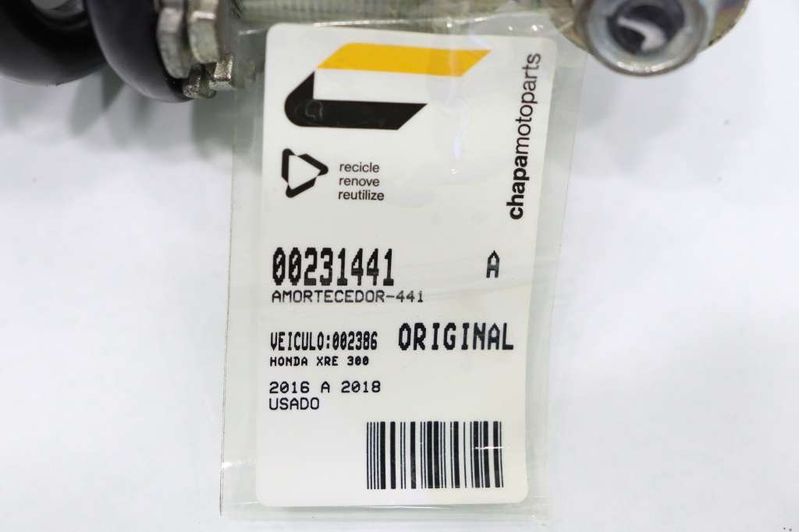 recicle
renove
reutilize
chapamotoparts
00231441 A
AMORTECEDOR-441
VEICULO:002386 ORIGINAL
HONDA XRE 300
2016 A 2018
USADO